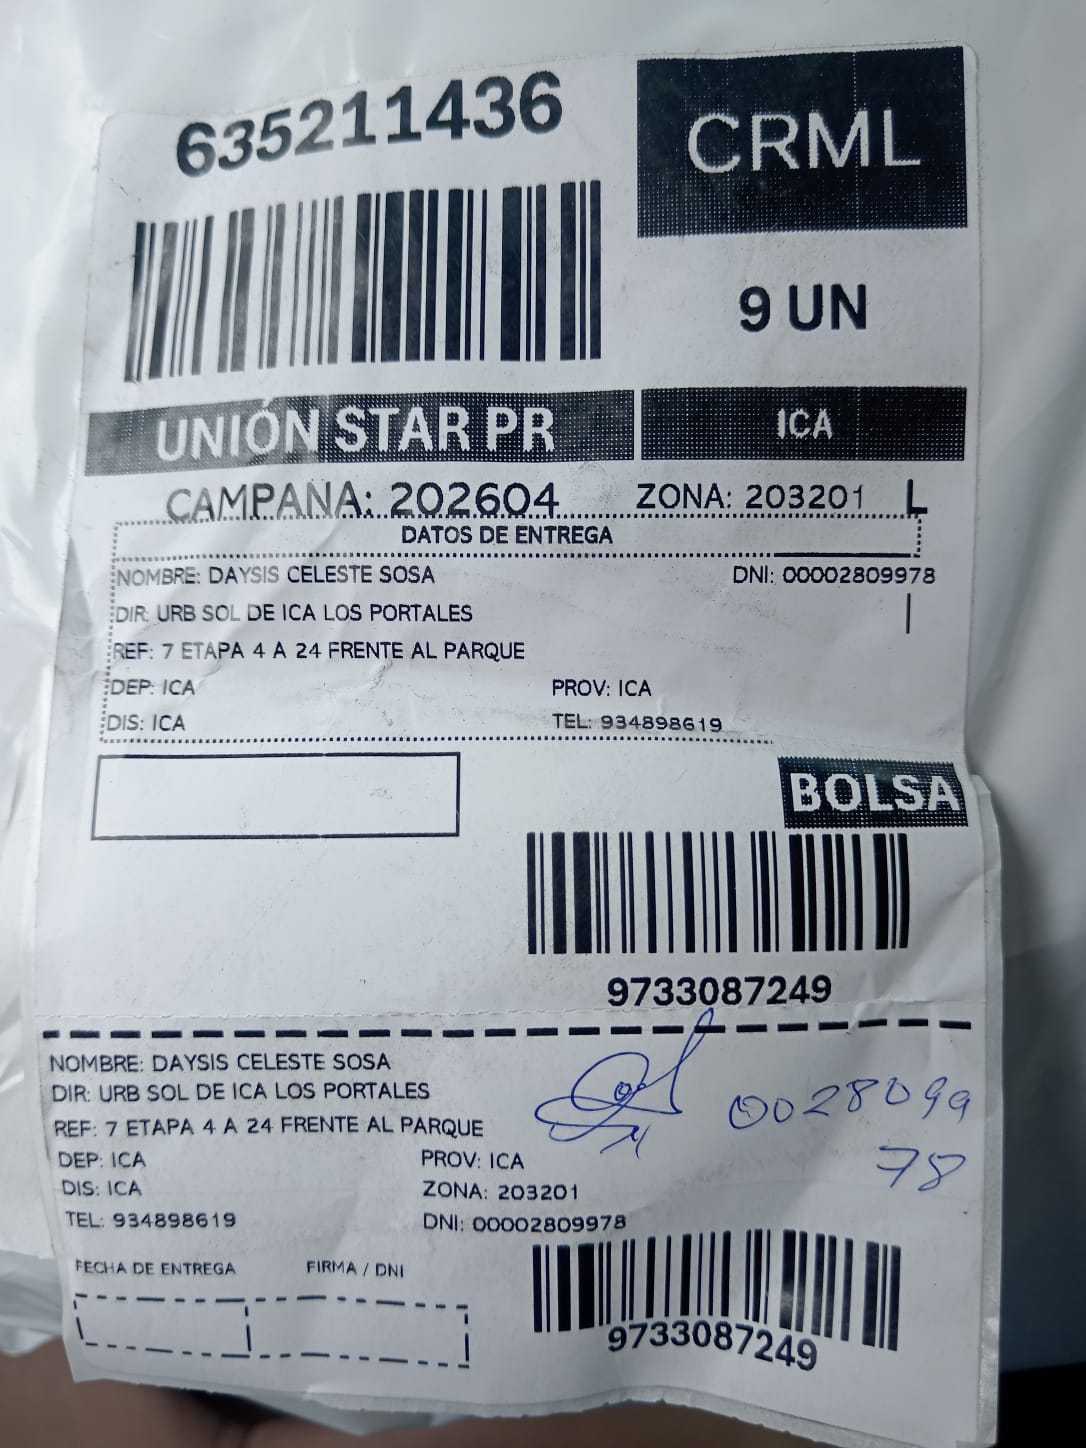 635211436
CRML
9 UN
UNIÓN STAR PR
ICA
CAMPAÑA: 202604 ZONA: 203201 L
DATOS DE ENTREGA
NOMBRE: DAYSIS CELESTE SOSA DNI: 00002809978
DIR: URB SOL DE ICA LOS PORTALES
REF: 7 ETAPA 4 A 24 FRENTE AL PARQUE
DEP: ICA PROV: ICA
DIS: ICA TEL: 934898619
BOLSA
9733087249
NOMBRE: DAYSIS CELESTE SOSA
DIR: URB SOL DE ICA LOS PORTALES
REF: 7 ETAPA 4 A 24 FRENTE AL PARQUE
DEP: ICA PROV: ICA
DIS: ICA ZONA: 203201
TEL: 934898619 DNI: 00002809978
00028099
78
FECHA DE ENTREGA FIRMA / DNI
9733087249